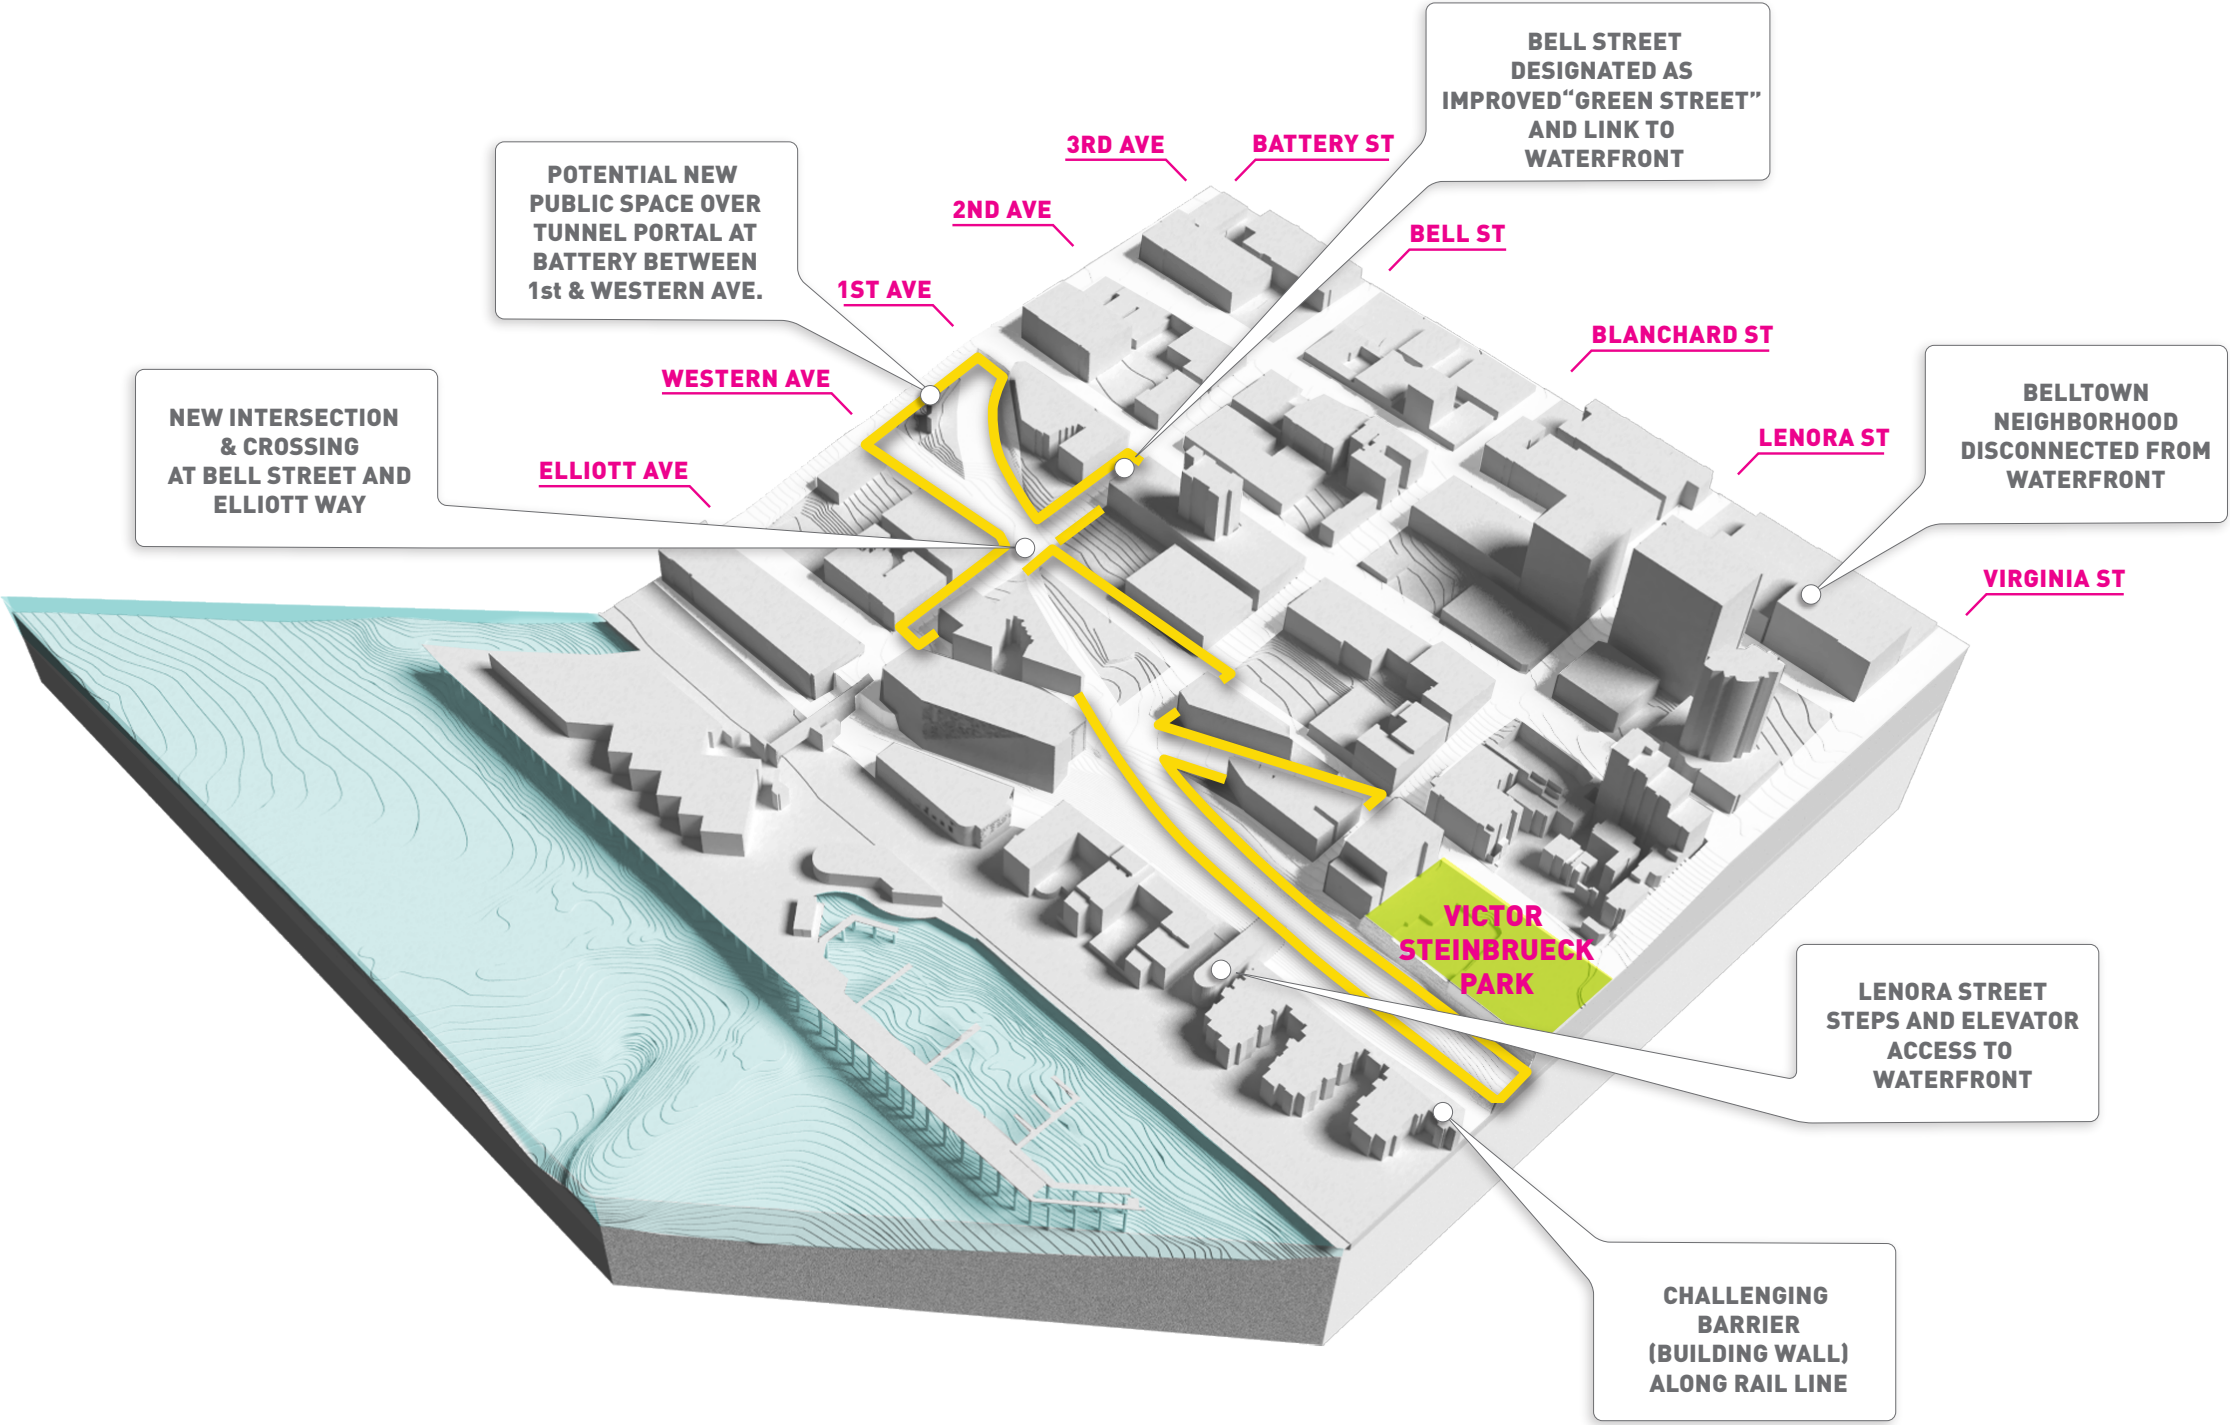 BELL STREET
DESIGNATED AS
IMPROVED“GREEN STREET”
AND LINK TO
WATERFRONT
3RD AVE
BATTERY ST
POTENTIAL NEW
PUBLIC SPACE OVER
TUNNEL PORTAL AT
BATTERY BETWEEN
1st & WESTERN AVE.
2ND AVE
BELL ST
1ST AVE
BLANCHARD ST
WESTERN AVE
BELLTOWN
NEIGHBORHOOD
DISCONNECTED FROM
WATERFRONT
NEW INTERSECTION
& CROSSING
AT BELL STREET AND
ELLIOTT WAY
LENORA ST
ELLIOTT AVE
VIRGINIA ST
VICTOR
STEINBRUECK
PARK
LENORA STREET
STEPS AND ELEVATOR
ACCESS TO
WATERFRONT
CHALLENGING
BARRIER
(BUILDING WALL)
ALONG RAIL LINE